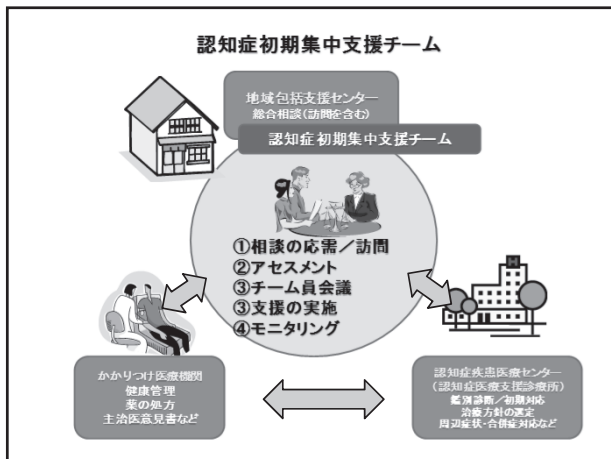 認知症初期集中支援チーム
地域包括支援センター
総合相談(訪問を含む)
認知症初期集中支援チーム
①相談の応需／訪問
②アセスメント
③チーム員会議
③支援の実施
④モニタリング
かかりつけ医療機関
健康管理
薬の処方
主治医意見書など
認知症疾患医療センター
(認知症医療支援診療所)
鑑別診断／初期対応
治療方針の選定
周辺症状・合併症対応など
H